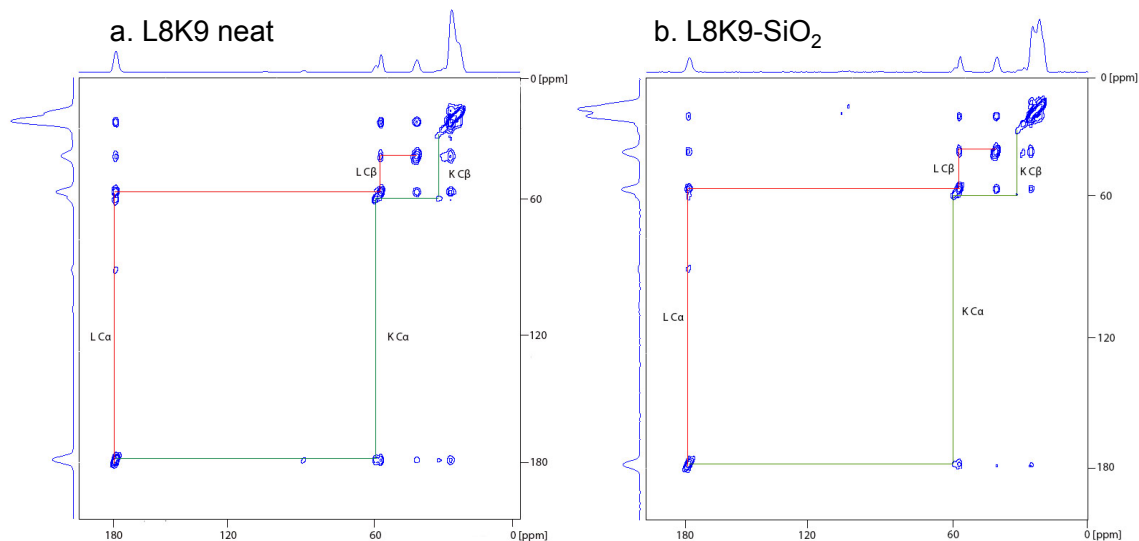 a. L8K9 neat
b. L8K9-SiO₂
0 [ppm]
L Cβ
K Cβ
60
L Cα
K Cα
120
180
180
120
60
0 [ppm]
0 [ppm]
L Cβ
K Cβ
60
L Cα
K Cα
120
180
180
120
60
0 [ppm]